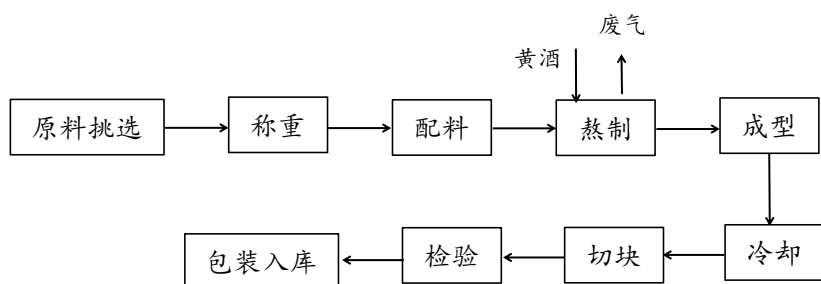 废气
黄酒
原料挑选
称重
配料
熬制
成型
包装入库
检验
切块
冷却